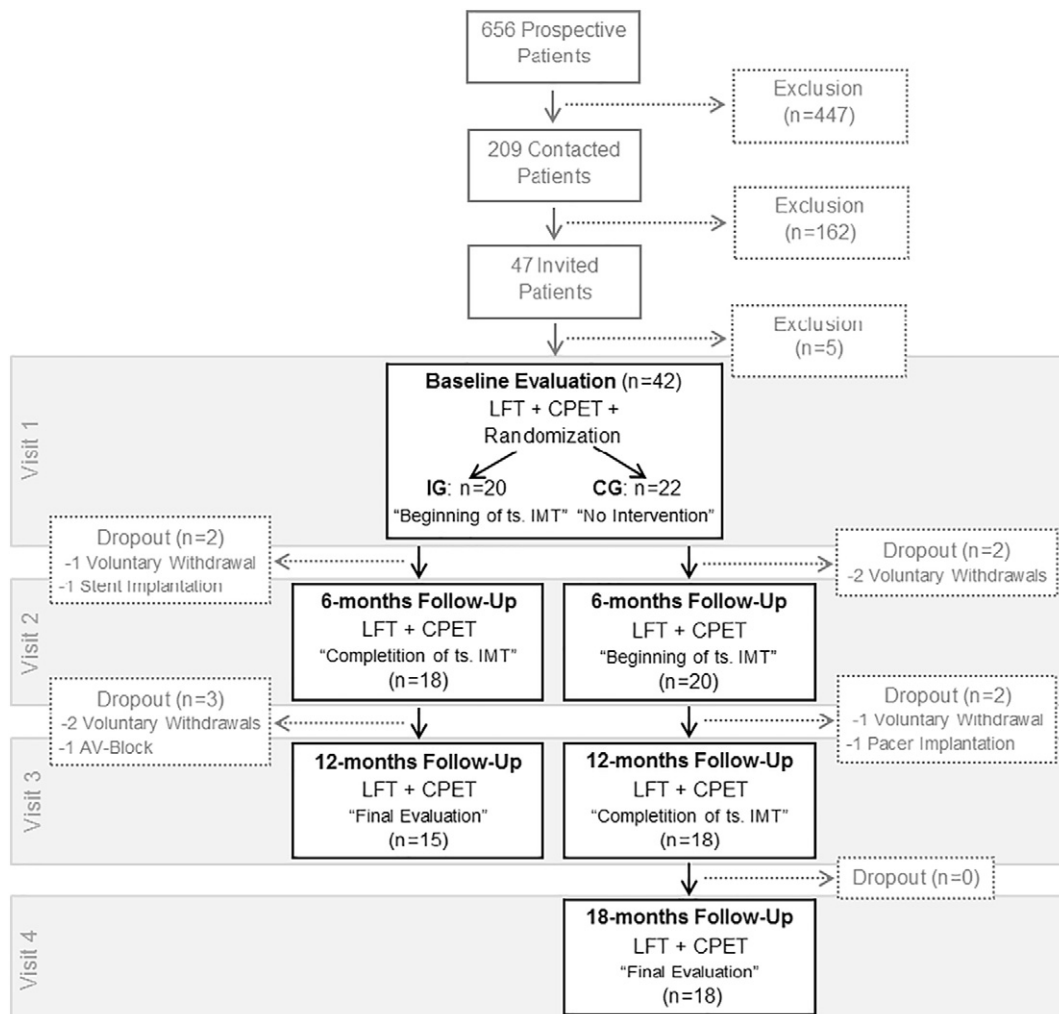 656 Prospective
Patients
Exclusion
(n=447)
209 Contacted
Patients
Exclusion
(n=162)
47 Invited
Patients
Exclusion
(n=5)
Visit 1
Baseline Evaluation (n=42)
LFT + CPET +
Randomization
IG: n=20 CG: n=22
“Beginning of ts. IMT” “No Intervention”
Dropout (n=2)
-1 Voluntary Withdrawal
-1 Stent Implantation
Dropout (n=2)
-2 Voluntary Withdrawals
Visit 2
6-months Follow-Up
LFT + CPET
“Completition of ts. IMT”
(n=18)
6-months Follow-Up
LFT + CPET
“Beginning of ts. IMT”
(n=20)
Dropout (n=3)
-2 Voluntary Withdrawals
-1 AV-Block
Dropout (n=2)
-1 Voluntary Withdrawal
-1 Pacer Implantation
Visit 3
12-months Follow-Up
LFT + CPET
“Final Evaluation”
(n=15)
12-months Follow-Up
LFT + CPET
“Completition of ts. IMT”
(n=18)
Dropout (n=0)
Visit 4
18-months Follow-Up
LFT + CPET
“Final Evaluation”
(n=18)